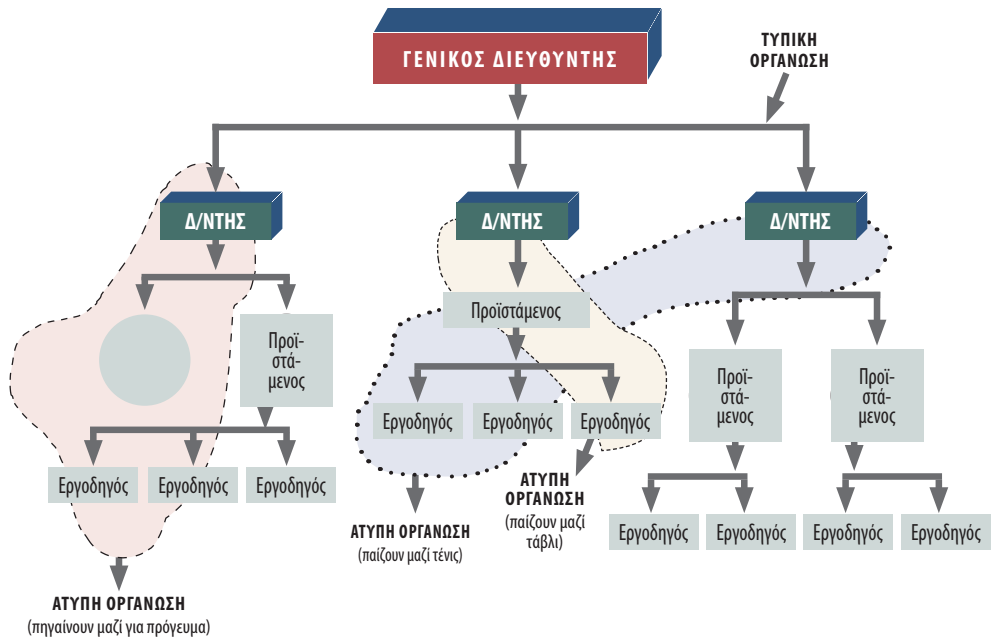 ΓΕΝΙΚΟΣ ΔΙΕΥΘΥΝΤΗΣ
ΤΥΠΙΚΗ
ΟΡΓΑΝΩΣΗ
Δ/ΝΤΗΣ
Δ/ΝΤΗΣ
Δ/ΝΤΗΣ
Προϊ-
στά-
μενος
Προϊστάμενος
Προϊ-
στά-
μενος
Προϊ-
στά-
μενος
Εργοδηγός
Εργοδηγός
Εργοδηγός
Εργοδηγός
Εργοδηγός
Εργοδηγός
Εργοδηγός
Εργοδηγός
Εργοδηγός
Εργοδηγός
ΑΤΥΠΗ
ΟΡΓΑΝΩΣΗ
(παίζουν μαζί
τάβλι)
ΑΤΥΠΗ ΟΡΓΑΝΩΣΗ
(παίζουν μαζί τένις)
ΑΤΥΠΗ ΟΡΓΑΝΩΣΗ
(πηγαίνουν μαζί για πρόγευμα)